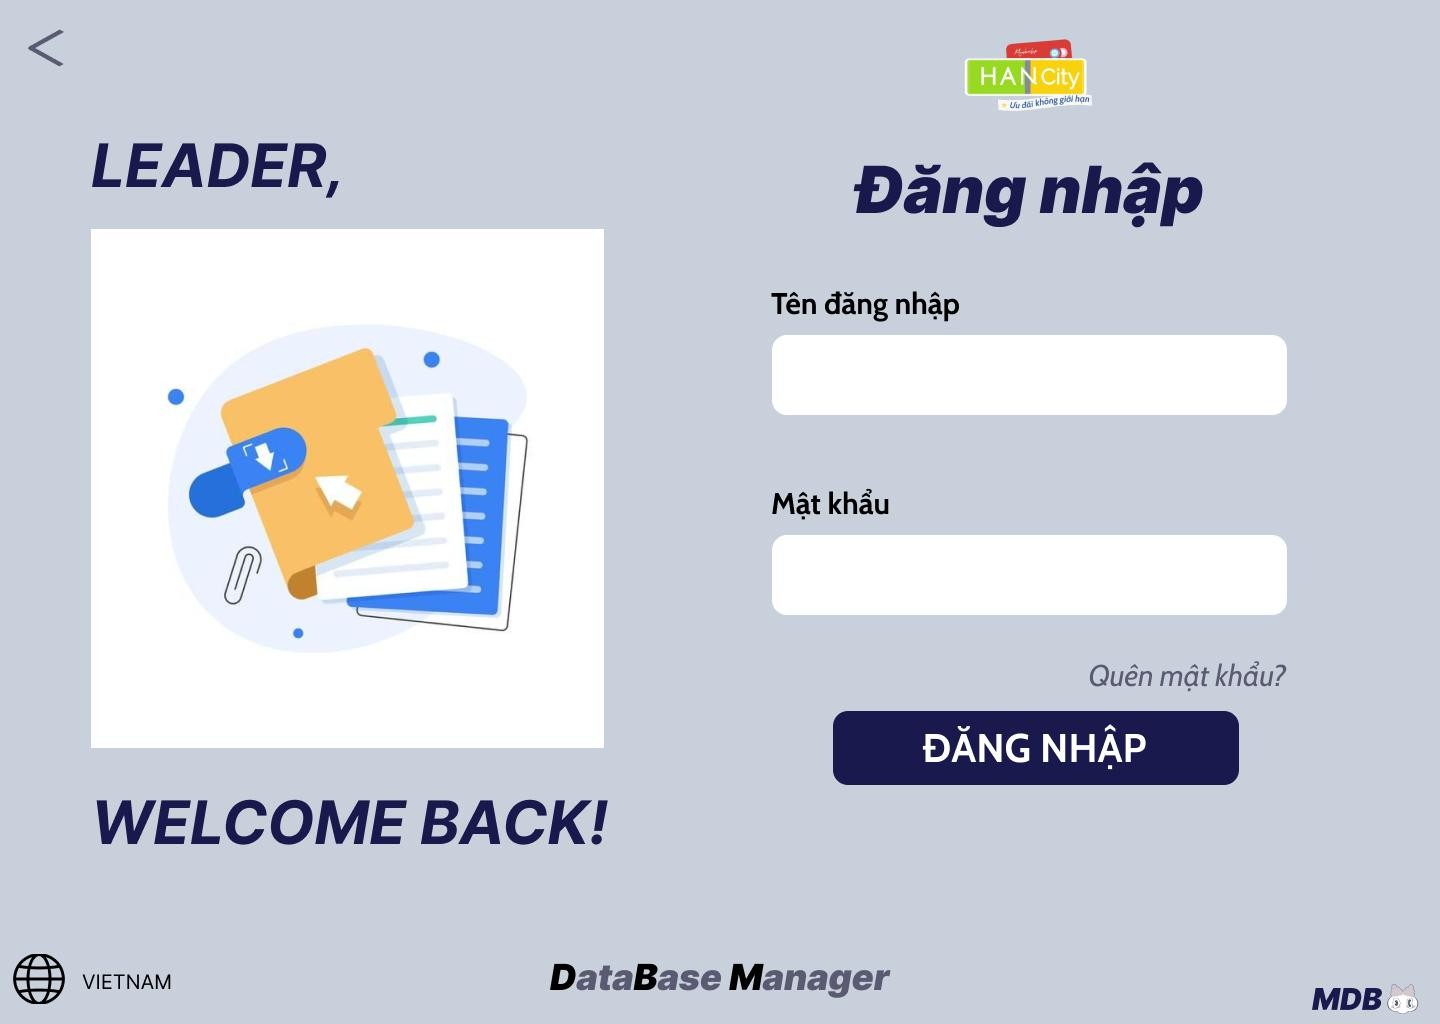 <
LEADER,
WELCOME BACK!
HAN City
Ưu đãi không giới hạn
Đăng nhập
Tên đăng nhập
Mật khẩu
Quên mật khẩu?
ĐĂNG NHẬP
VIETNAM
DataBase Manager
MDB